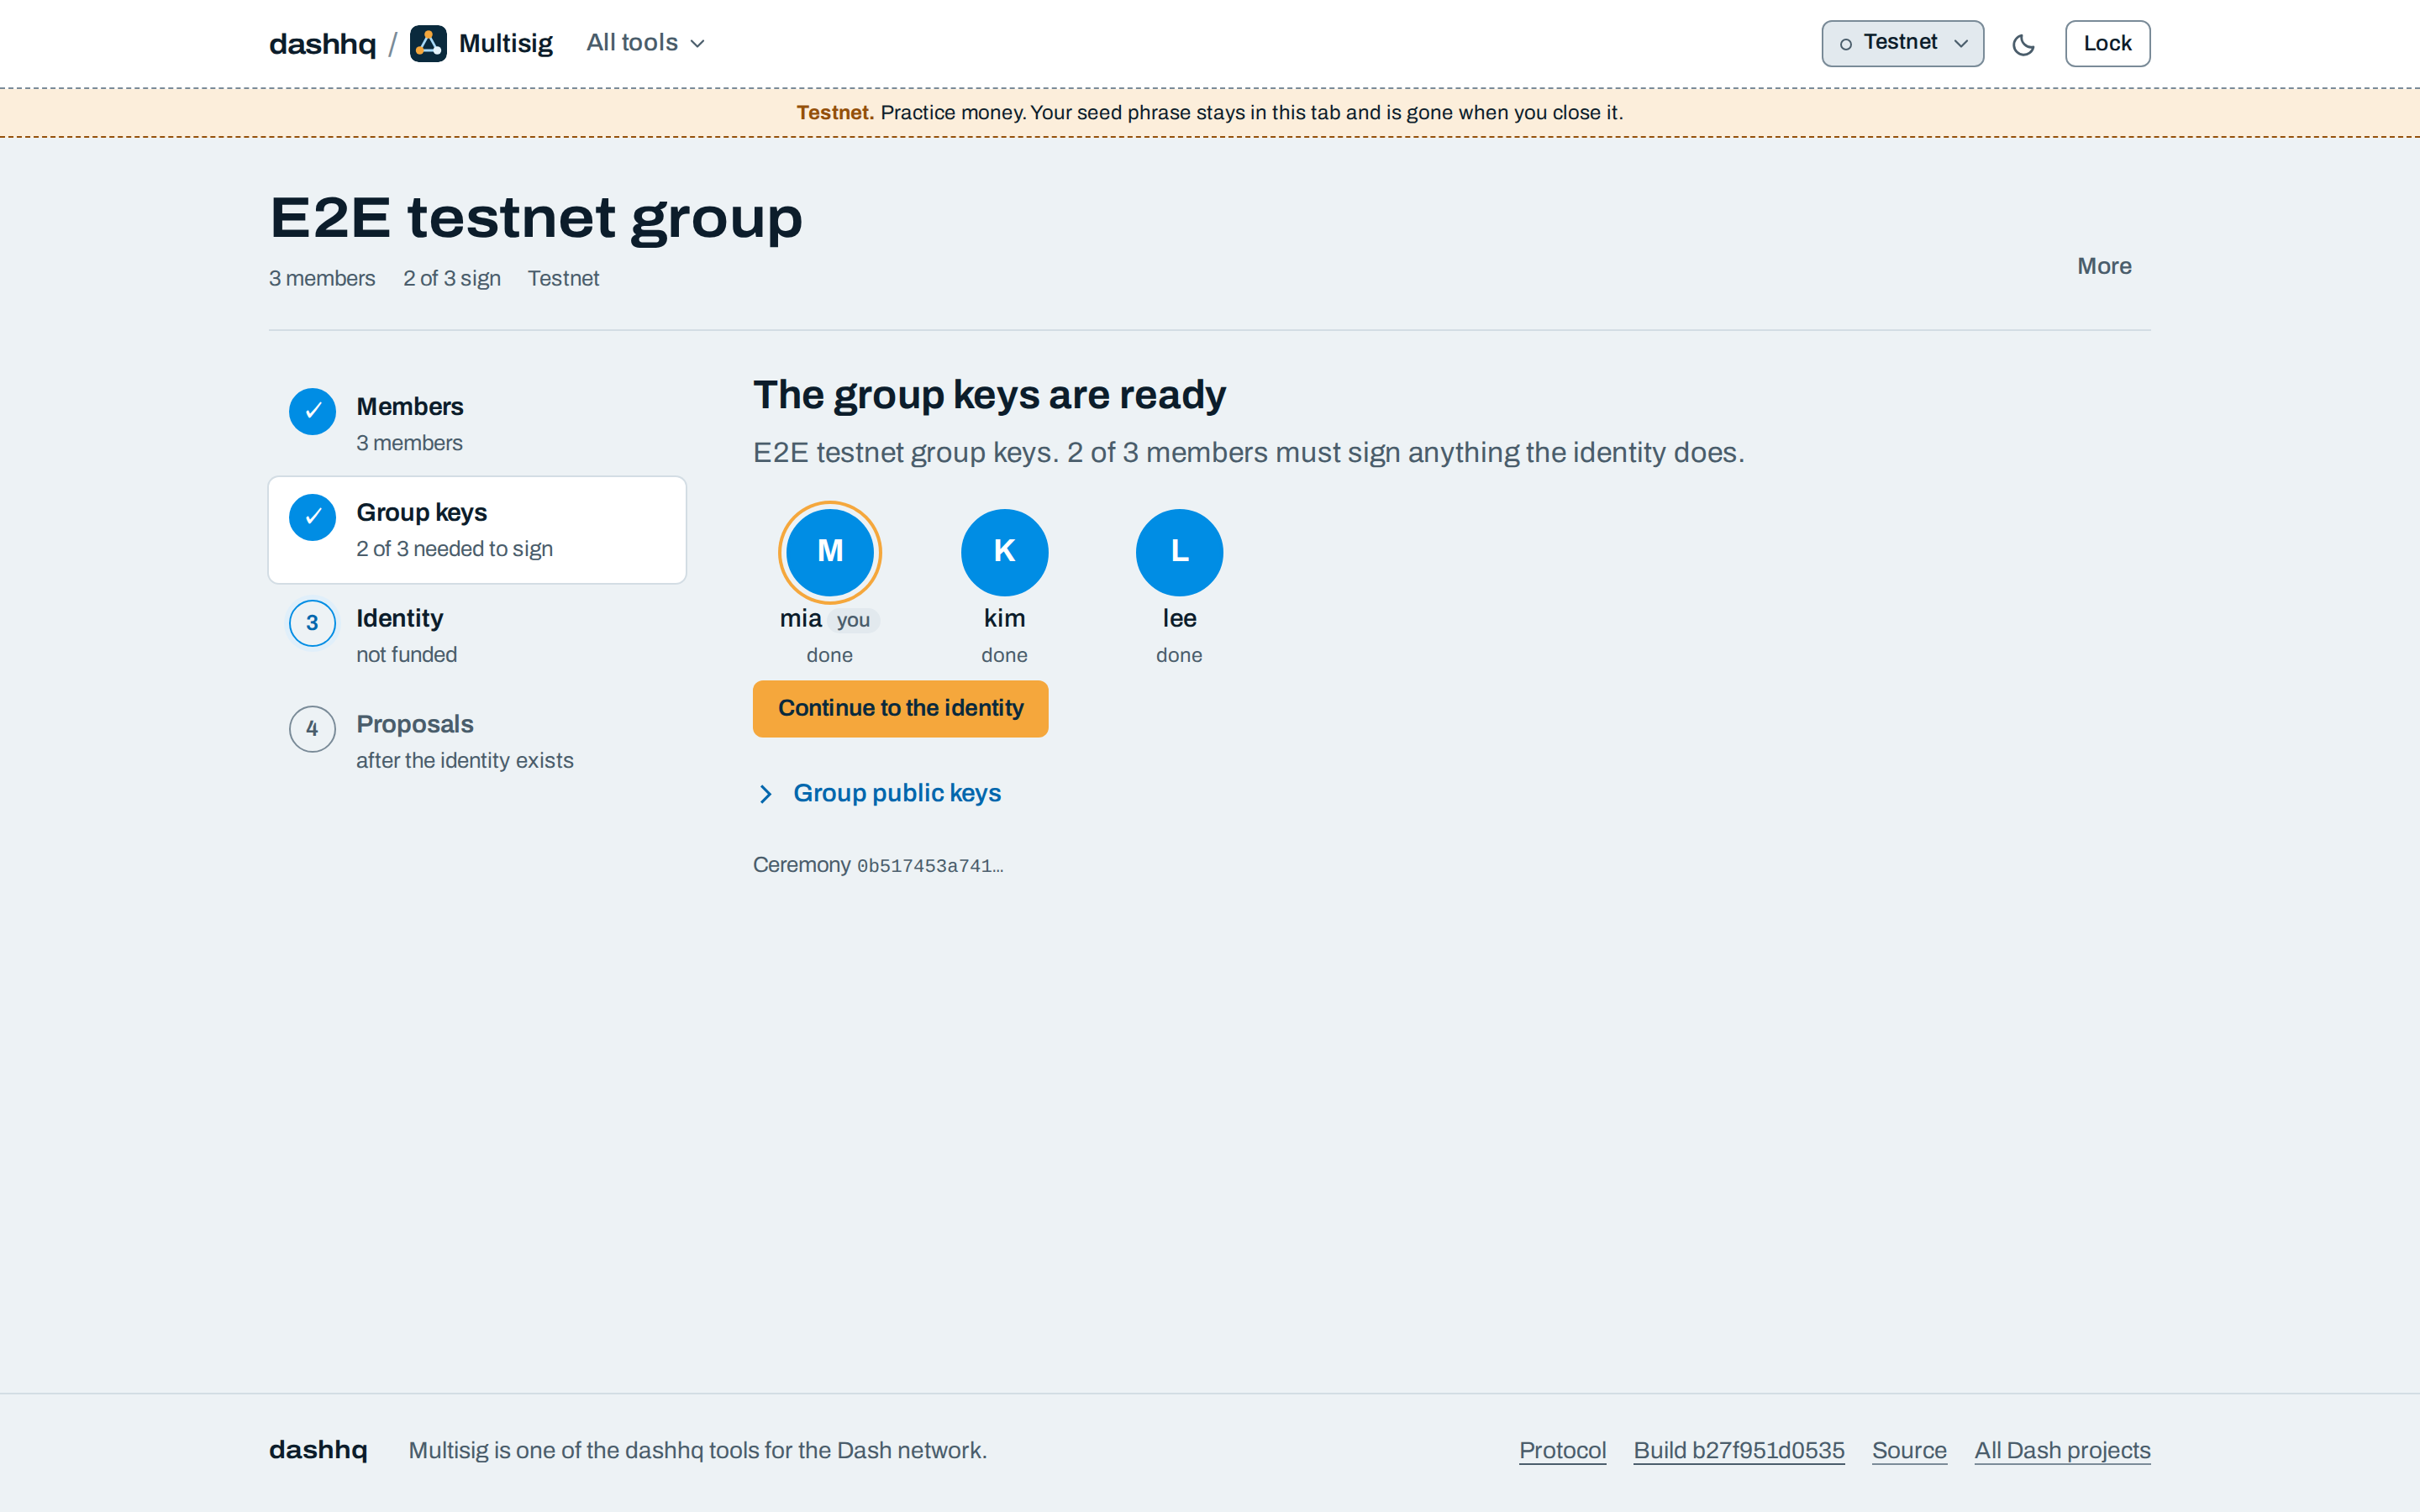 dashhq / Multisig All tools Testnet Lock
Testnet. Practice money. Your seed phrase stays in this tab and is gone when you close it.
E2E testnet group
3 members 2 of 3 sign Testnet
More
✓ Members
3 members
✓ Group keys
2 of 3 needed to sign
3 Identity
not funded
4 Proposals
after the identity exists
The group keys are ready
E2E testnet group keys. 2 of 3 members must sign anything the identity does.
M K L
mia you kim lee
done done done
Continue to the identity
Group public keys
Ceremony 0b517453a741…
dashhq Multisig is one of the dashhq tools for the Dash network. Protocol Build b27f951d0535 Source All Dash projects